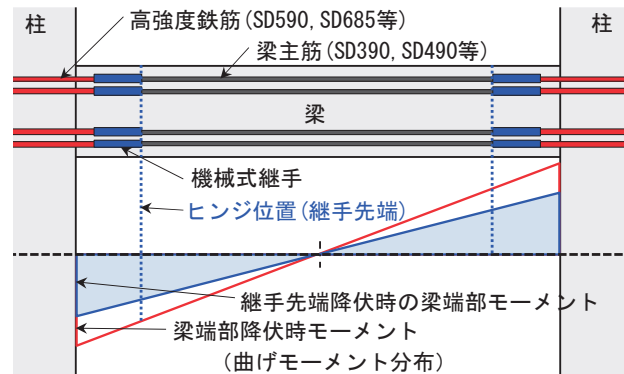 柱
高強度鉄筋(SD590, SD685等)
柱
梁主筋(SD390, SD490等)
梁
機械式継手
ヒンジ位置(継手先端)
継手先端降伏時の梁端部モーメント
梁端部降伏時モーメント
(曲げモーメント分布)